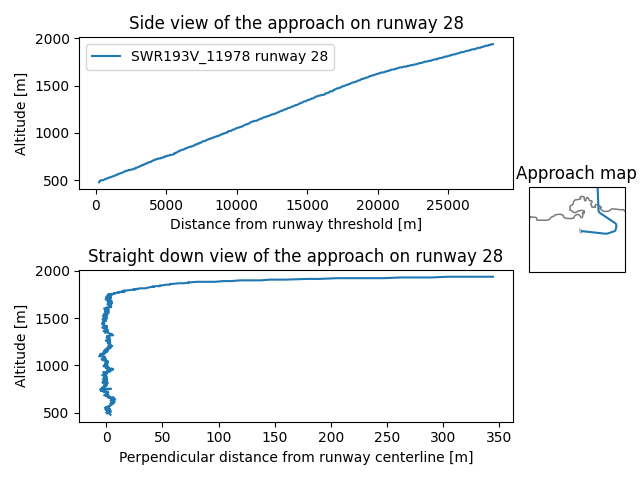 Side view of the approach on runway 28
2000
1500
1000
500
Altitude [m]
SWR193V_11978 runway 28
0
5000
10000
15000
20000
25000
Distance from runway threshold [m]
Approach map
Straight down view of the approach on runway 28
2000
1500
1000
500
Altitude [m]
0
50
100
150
200
250
300
350
Perpendicular distance from runway centerline [m]